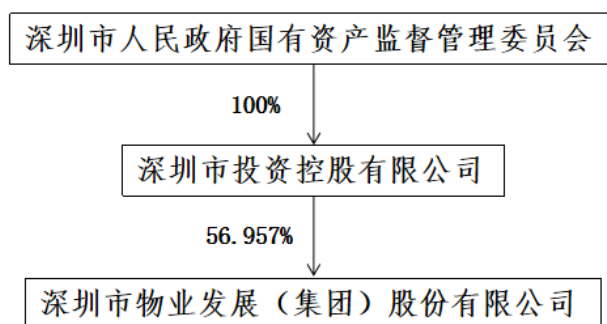 深圳市人民政府国有资产监督管理委员会
100%
深圳市投资控股有限公司
56.957%
深圳市物业发展（集团）股份有限公司